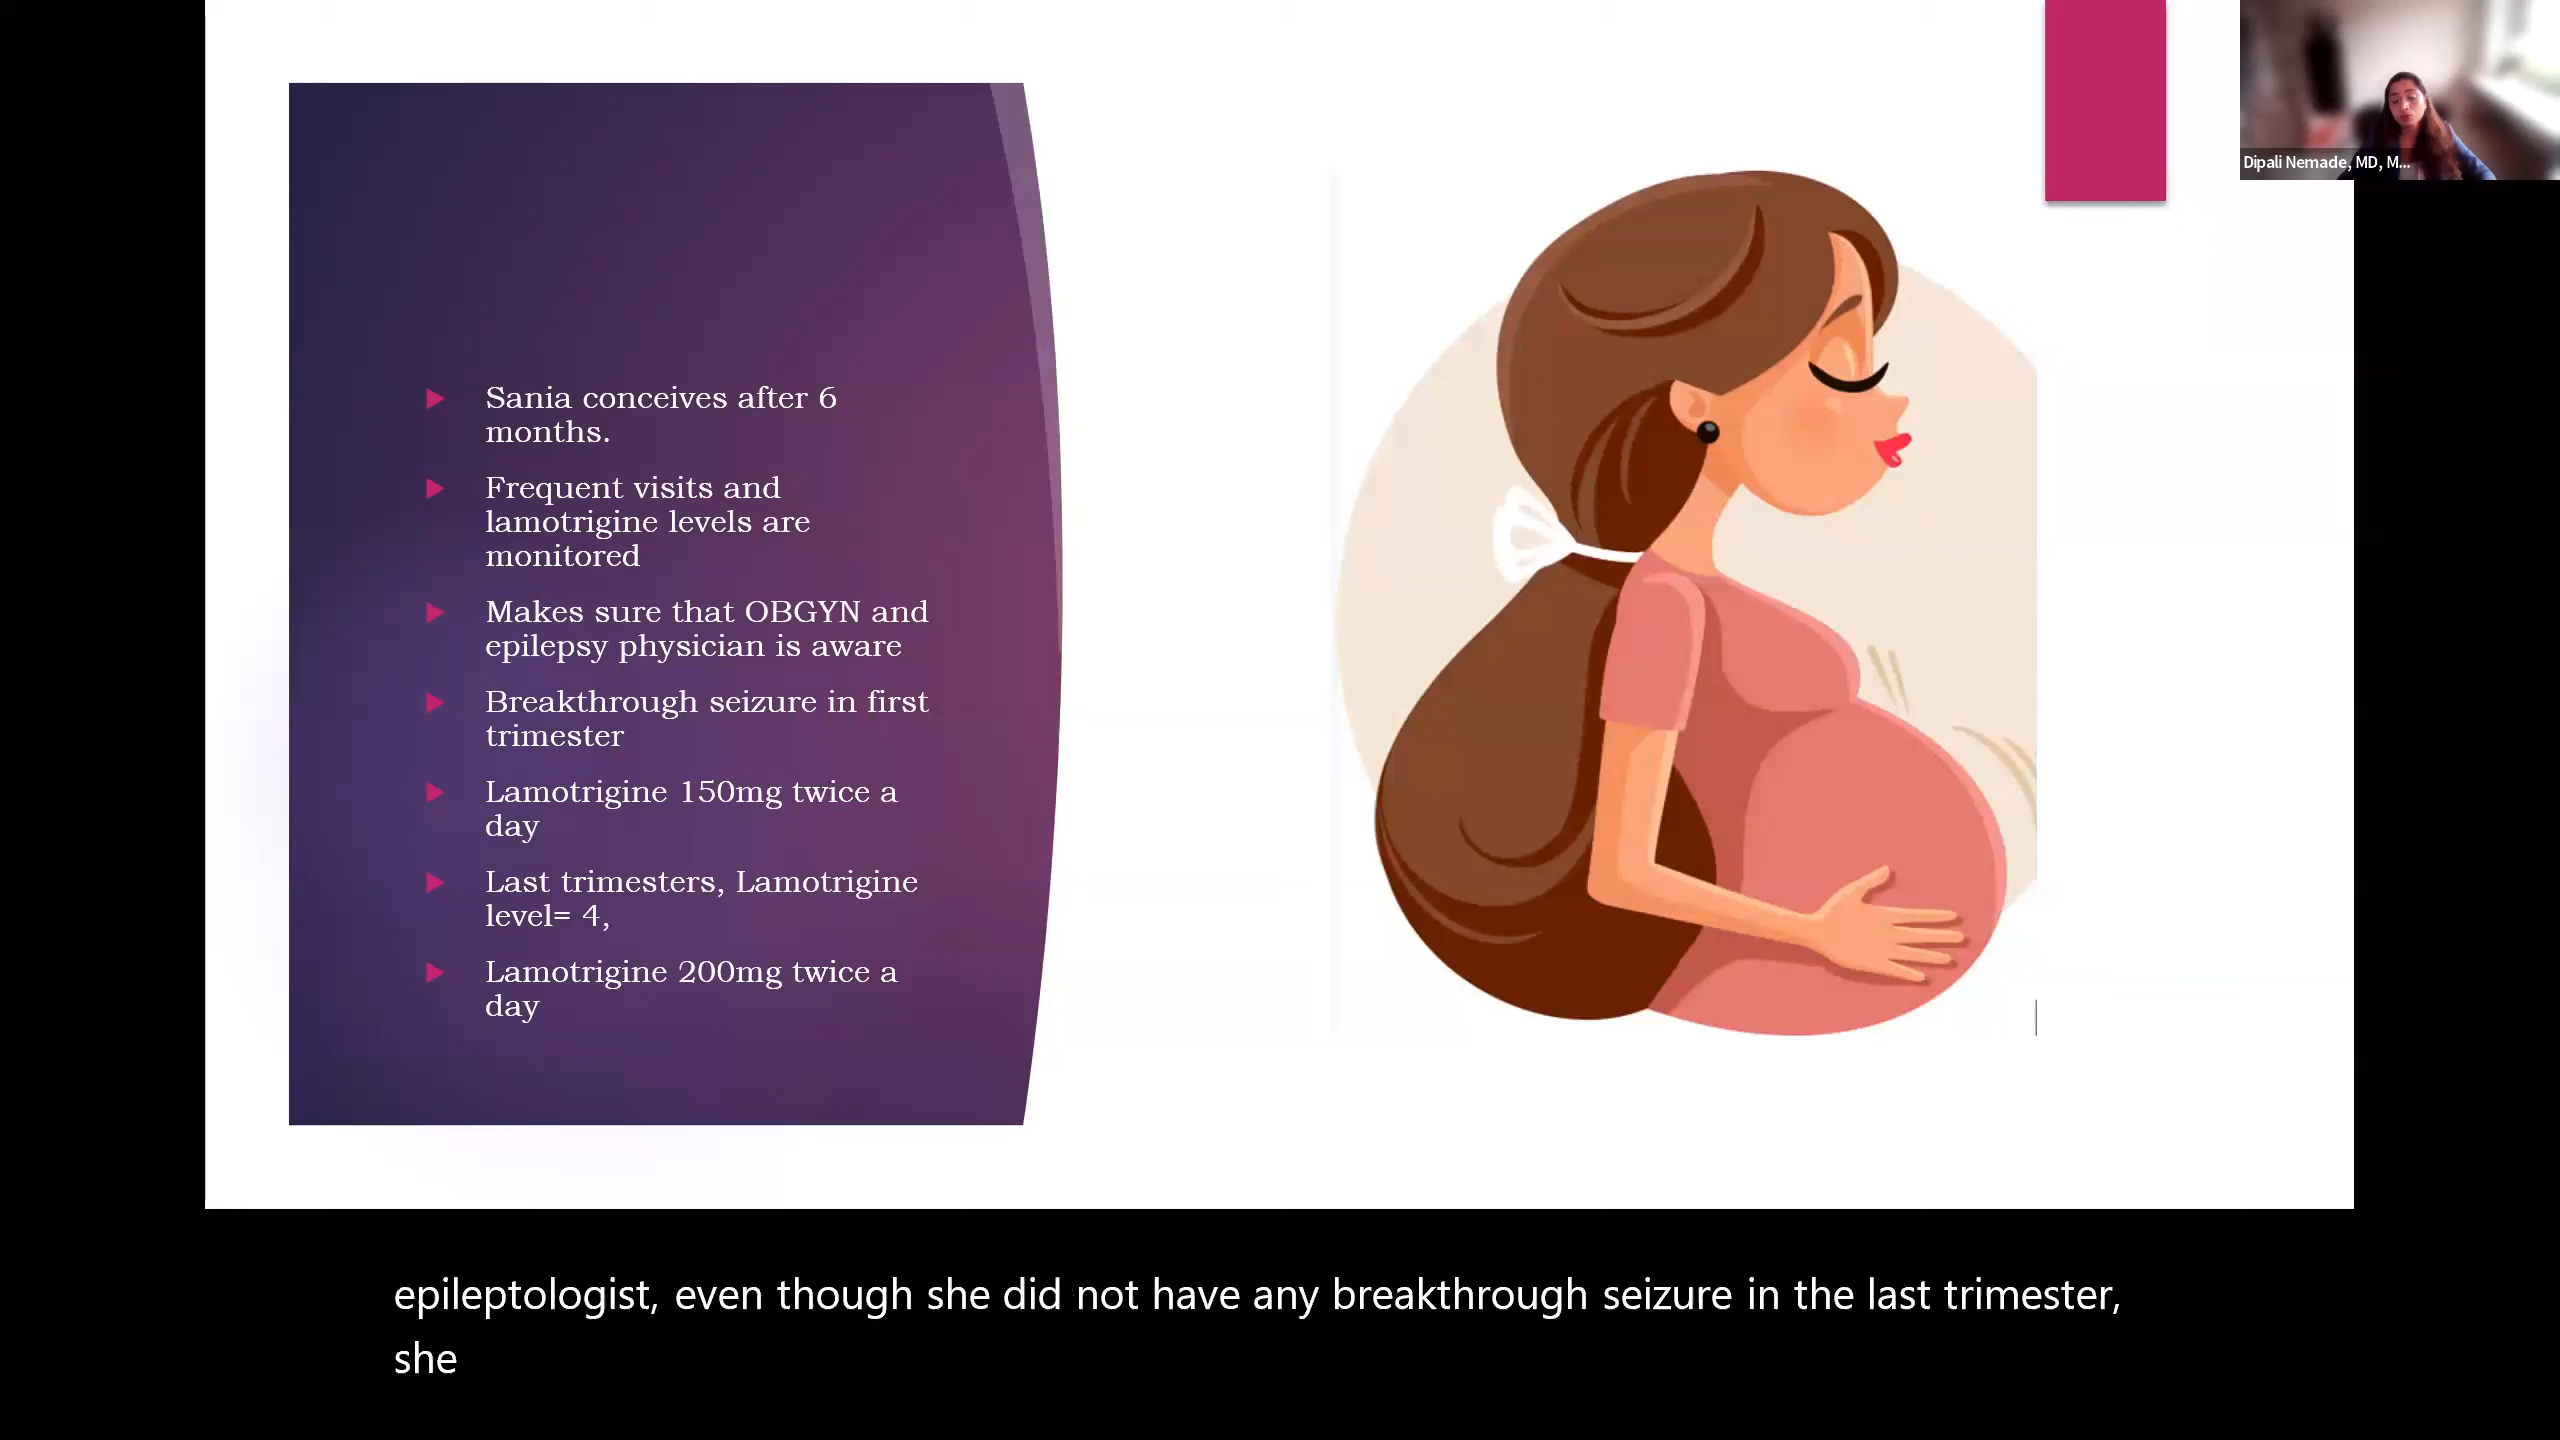 Sania conceives after 6
months.
Frequent visits and
lamotrigine levels are
monitored
Makes sure that OBGYN and
epilepsy physician is aware
Breakthrough seizure in first
trimester
Lamotrigine 150mg twice a
day
Last trimesters, Lamotrigine
level= 4,
Lamotrigine 200mg twice a
day
Dipali Nemade, MD, M...
epileptologist, even though she did not have any breakthrough seizure in the last trimester,
she